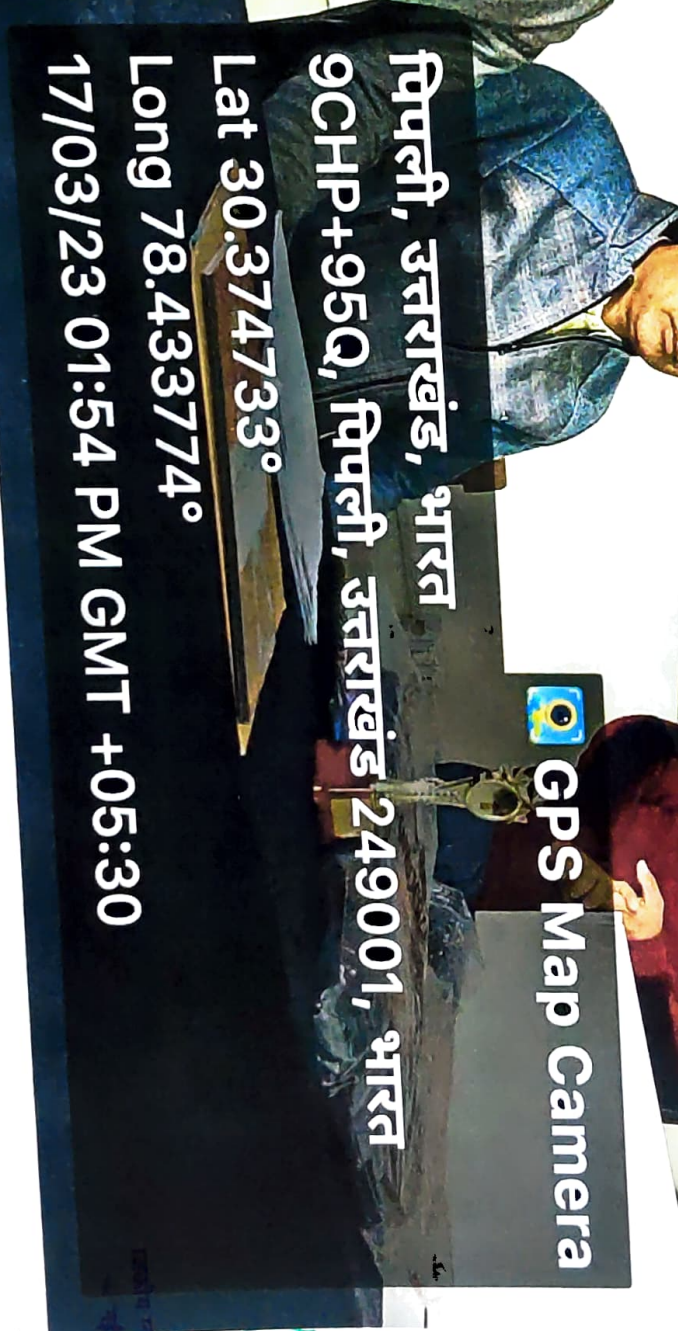 GPS Map Camera
पिपली, उत्तराखंड, भारत
9CHP+95Q, पिपली, उत्तराखंड 249001, भारत
Lat 30.374733°
Long 78.433774°
17/03/23 01:54 PM GMT +05:30